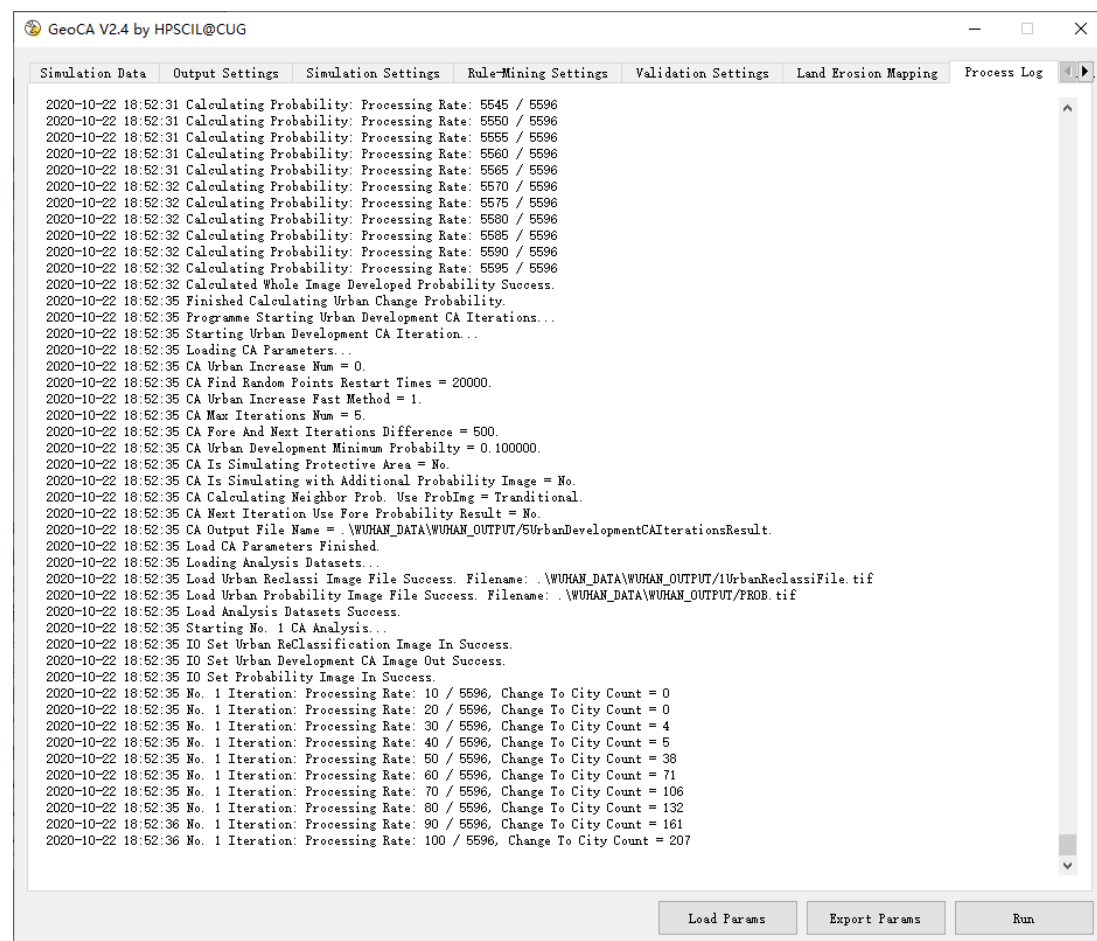 GeoCA V2.4 by HPSCIL@CUG
Simulation Data Output Settings Simulation Settings Rule-Mining Settings Validation Settings Land Erosion Mapping Process Log
2020-10-22 18:52:31 Calculating Probability: Processing Rate: 5545 / 5596
2020-10-22 18:52:31 Calculating Probability: Processing Rate: 5550 / 5596
2020-10-22 18:52:31 Calculating Probability: Processing Rate: 5555 / 5596
2020-10-22 18:52:31 Calculating Probability: Processing Rate: 5560 / 5596
2020-10-22 18:52:31 Calculating Probability: Processing Rate: 5565 / 5596
2020-10-22 18:52:32 Calculating Probability: Processing Rate: 5570 / 5596
2020-10-22 18:52:32 Calculating Probability: Processing Rate: 5575 / 5596
2020-10-22 18:52:32 Calculating Probability: Processing Rate: 5580 / 5596
2020-10-22 18:52:32 Calculating Probability: Processing Rate: 5585 / 5596
2020-10-22 18:52:32 Calculating Probability: Processing Rate: 5590 / 5596
2020-10-22 18:52:32 Calculating Probability: Processing Rate: 5595 / 5596
2020-10-22 18:52:32 Calculated Whole Image Developed Probability Success.
2020-10-22 18:52:35 Finished Calculating Urban Change Probability.
2020-10-22 18:52:35 Programme Starting Urban Development CA Iterations...
2020-10-22 18:52:35 Starting Urban Development CA Iteration...
2020-10-22 18:52:35 Loading CA Parameters...
2020-10-22 18:52:35 CA Urban Increase Num = 0.
2020-10-22 18:52:35 CA Find Random Points Restart Times = 20000.
2020-10-22 18:52:35 CA Urban Increase Fast Method = 1.
2020-10-22 18:52:35 CA Max Iterations Num = 5.
2020-10-22 18:52:35 CA Fore And Next Iterations Difference = 500.
2020-10-22 18:52:35 CA Urban Development Minimum Probabilty = 0.100000.
2020-10-22 18:52:35 CA Is Simulating Protective Area = No.
2020-10-22 18:52:35 CA Is Simulating with Additional Probability Image = No.
2020-10-22 18:52:35 CA Calculating Neighbor Prob. Use ProbImg = Tranditional.
2020-10-22 18:52:35 CA Next Iteration Use Fore Probability Result = No.
2020-10-22 18:52:35 CA Output File Name = .\WUHAN_DATA\WUHAN_OUTPUT/5UrbanDevelopmentCAIterationsResult.
2020-10-22 18:52:35 Load CA Parameters Finished.
2020-10-22 18:52:35 Loading Analysis Datasets...
2020-10-22 18:52:35 Load Urban Reclassi Image File Success. Filename: .\WUHAN_DATA\WUHAN_OUTPUT/1UrbanReclassiFile.tif
2020-10-22 18:52:35 Load Urban Probability Image File Success. Filename: .\WUHAN_DATA\WUHAN_OUTPUT/PROB.tif
2020-10-22 18:52:35 Load Analysis Datasets Success.
2020-10-22 18:52:35 Starting No. 1 CA Analysis...
2020-10-22 18:52:35 IO Set Urban ReClassification Image In Success.
2020-10-22 18:52:35 IO Set Urban Development CA Image Out Success.
2020-10-22 18:52:35 IO Set Probability Image In Success.
2020-10-22 18:52:35 No. 1 Iteration: Processing Rate: 10 / 5596, Change To City Count = 0
2020-10-22 18:52:35 No. 1 Iteration: Processing Rate: 20 / 5596, Change To City Count = 0
2020-10-22 18:52:35 No. 1 Iteration: Processing Rate: 30 / 5596, Change To City Count = 4
2020-10-22 18:52:35 No. 1 Iteration: Processing Rate: 40 / 5596, Change To City Count = 5
2020-10-22 18:52:35 No. 1 Iteration: Processing Rate: 50 / 5596, Change To City Count = 38
2020-10-22 18:52:35 No. 1 Iteration: Processing Rate: 60 / 5596, Change To City Count = 71
2020-10-22 18:52:35 No. 1 Iteration: Processing Rate: 70 / 5596, Change To City Count = 106
2020-10-22 18:52:35 No. 1 Iteration: Processing Rate: 80 / 5596, Change To City Count = 132
2020-10-22 18:52:36 No. 1 Iteration: Processing Rate: 90 / 5596, Change To City Count = 161
2020-10-22 18:52:36 No. 1 Iteration: Processing Rate: 100 / 5596, Change To City Count = 207
Load Params Export Params Run